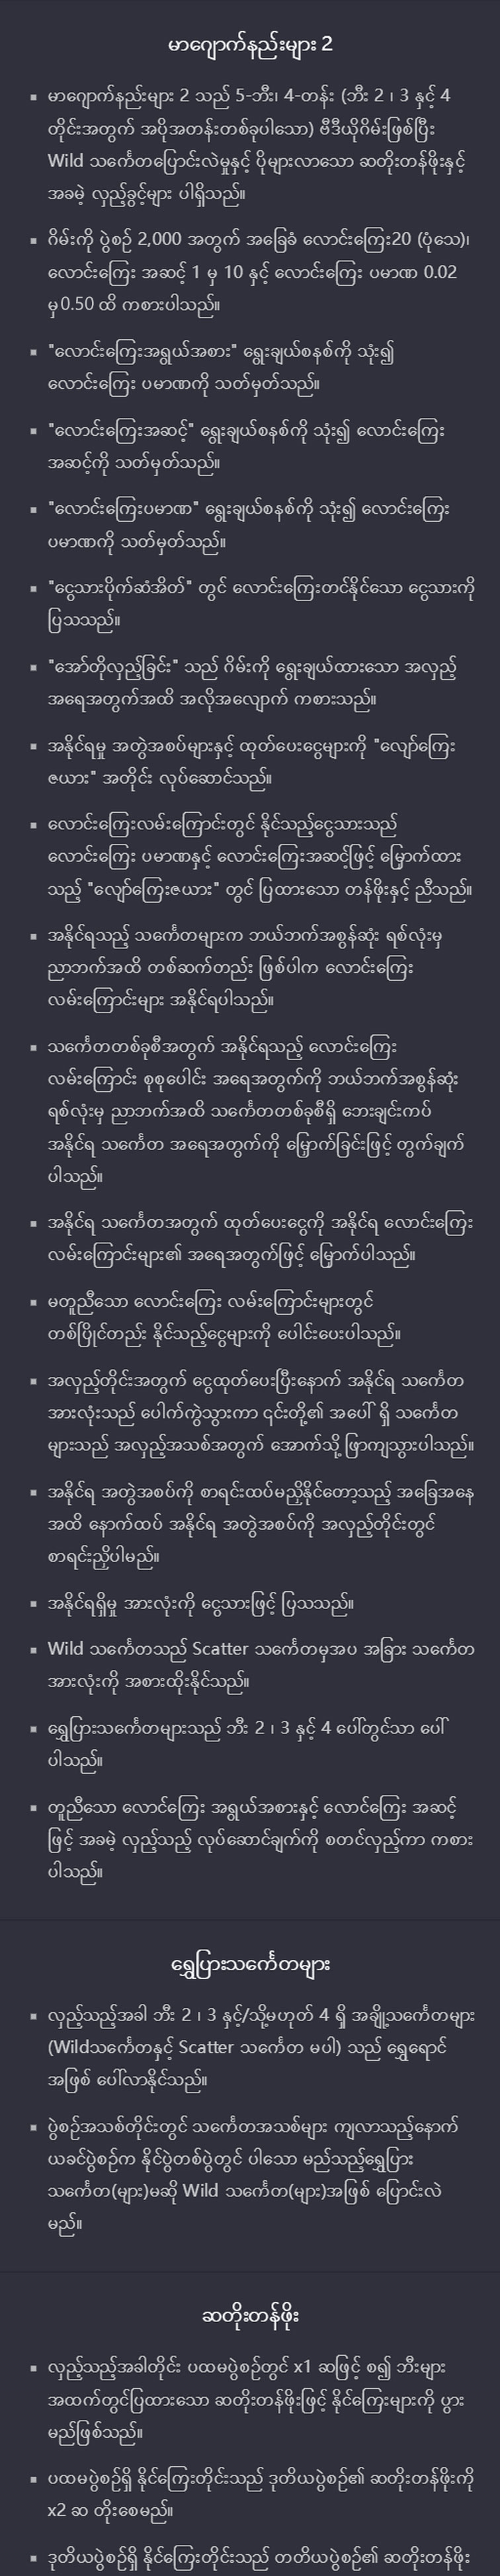 မာဂျောက်နည်းများ 2
မာဂျောက်နည်းများ 2 သည် 5-ဘီး၊ 4-တန်း (ဘီး 2 ၊ 3 နှင့် 4
တိုင်းအတွက် အပိုအတန်းတစ်ခုပါသော) ဗီဒီယိုဂိမ်းဖြစ်ပြီး
Wild သင်္ကေတပြောင်းလဲမှုနှင့် ပိုများလာသော ဆတိုးတန်ဖိုးနှင့်
အခမဲ့ လှည့်ခွင့်များ ပါရှိသည်။
ဂိမ်းကို ပွဲစဉ် 2,000 အတွက် အခြေခံ လောင်းကြေး20 (ပုံသေ)၊
လောင်းကြေး အဆင့် 1 မှ 10 နှင့် လောင်းကြေး ပမာဏ 0.02
မှ 0.50 ထိ ကစားပါသည်။
"လောင်းကြေးအရွယ်အစား" ရွေးချယ်စနစ်ကို သုံး၍
လောင်းကြေး ပမာဏကို သတ်မှတ်သည်။
"လောင်းကြေးအဆင့်" ရွေးချယ်စနစ်ကို သုံး၍ လောင်းကြေး
အဆင့်ကို သတ်မှတ်သည်။
"လောင်းကြေးပမာဏ" ရွေးချယ်စနစ်ကို သုံး၍ လောင်းကြေး
ပမာဏကို သတ်မှတ်သည်။
"ငွေသားပိုက်ဆံအိတ်" တွင် လောင်းကြေးတင်နိုင်သော ငွေသားကို
ပြသသည်။
"အော်တိုလှည့်ခြင်း" သည် ဂိမ်းကို ရွေးချယ်ထားသော အလှည့်
အရေအတွက်အထိ အလိုအလျောက် ကစားသည်။
အနိုင်ရမှု အတွဲအစပ်များနှင့် ထုတ်ပေးငွေများကို "လျော်ကြေး
ဇယား" အတိုင်း လုပ်ဆောင်သည်။
လောင်းကြေးလမ်းကြောင်းတွင် နိုင်သည့်ငွေသားသည်
လောင်းကြေး ပမာဏနှင့် လောင်းကြေးအဆင့်ဖြင့် မြှောက်ထား
သည့် "လျော်ကြေးဇယား" တွင် ပြထားသော တန်ဖိုးနှင့် ညီသည်။
အနိုင်ရသည့် သင်္ကေတများက ဘယ်ဘက်အစွန်ဆုံး ရစ်လုံးမှ
ညာဘက်အထိ တစ်ဆက်တည်း ဖြစ်ပါက လောင်းကြေး
လမ်းကြောင်းများ အနိုင်ရပါသည်။
သင်္ကေတတစ်ခုစီအတွက် အနိုင်ရသည့် လောင်းကြေး
လမ်းကြောင်း စုစုပေါင်း အရေအတွက်ကို ဘယ်ဘက်အစွန်ဆုံး
ရစ်လုံးမှ ညာဘက်အထိ သင်္ကေတတစ်ခုစီရှိ ဘေးချင်းကပ်
အနိုင်ရ သင်္ကေတ အရေအတွက်ကို မြှောက်ခြင်းဖြင့် တွက်ချက်
ပါသည်။
အနိုင်ရ သင်္ကေတအတွက် ထုတ်ပေးငွေကို အနိုင်ရ လောင်းကြေး
လမ်းကြောင်းများ၏ အရေအတွက်ဖြင့် မြှောက်ပါသည်။
မတူညီသော လောင်းကြေး လမ်းကြောင်းများတွင်
တစ်ပြိုင်တည်း နိုင်သည့်ငွေများကို ပေါင်းပေးပါသည်။
အလှည့်တိုင်းအတွက် ငွေထုတ်ပေးပြီးနောက် အနိုင်ရ သင်္ကေတ
အားလုံးသည် ပေါက်ကွဲသွားကာ ၎င်းတို့၏ အပေါ် ရှိ သင်္ကေတ
များသည် အလှည့်အသစ်အတွက် အောက်သို့ ဖြာကျသွားပါသည်။
အနိုင်ရ အတွဲအစပ်ကို စာရင်းထပ်မညှိနိုင်တော့သည့် အခြေအနေ
အထိ နောက်ထပ် အနိုင်ရ အတွဲအစပ်ကို အလှည့်တိုင်းတွင်
စာရင်းညှိပါမည်။
အနိုင်ရရှိမှု အားလုံးကို ငွေသားဖြင့် ပြသသည်။
Wild သင်္ကေတသည် Scatter သင်္ကေတမှအပ အခြား သင်္ကေတ
အားလုံးကို အစားထိုးနိုင်သည်။
ရွှေပြားသင်္ကေတများသည် ဘီး 2 ၊ 3 နှင့် 4 ပေါ်တွင်သာ ပေါ်
ပါသည်။
တူညီသော လောင်ကြေး အရွယ်အစားနှင့် လောင်ကြေး အဆင့်
ဖြင့် အခမဲ့ လှည့်သည့် လုပ်ဆောင်ချက်ကို စတင်လှည့်ကာ ကစား
ပါသည်။
ရွှေပြားသင်္ကေတများ
လှည့်သည့်အခါ ဘီး 2 ၊ 3 နှင့်/သို့မဟုတ် 4 ရှိ အချို့သင်္ကေတများ
(Wildသင်္ကေတနှင့် Scatter သင်္ကေတ မပါ) သည် ရွှေရောင်
အဖြစ် ပေါ်လာနိုင်သည်။
ပွဲစဉ်အသစ်တိုင်းတွင် သင်္ကေတအသစ်များ ကျလာသည့်နောက်
ယခင်ပွဲစဉ်က နိုင်ပွဲတစ်ပွဲတွင် ပါသော မည်သည့်ရွှေပြား
သင်္ကေတ(များ)မဆို Wild သင်္ကေတ(များ)အဖြစ် ပြောင်းလဲ
မည်။
ဆတိုးတန်ဖိုး
လှည့်သည့်အခါတိုင်း ပထမပွဲစဉ်တွင် x1 ဆဖြင့် စ၍ ဘီးများ
အထက်တွင်ပြထားသော ဆတိုးတန်ဖိုးဖြင့် နိုင်ကြေးများကို ပွား
မည်ဖြစ်သည်။
ပထမပွဲစဉ်ရှိ နိုင်ကြေးတိုင်းသည် ဒုတိယပွဲစဉ်၏ ဆတိုးတန်ဖိုးကို
x2 ဆ တိုးစေမည်။
ဒုတိယပွဲစဉ်ရှိ နိုင်ကြေးတိုင်းသည် တတိယပွဲစဉ်၏ ဆတိုးတန်ဖိုး